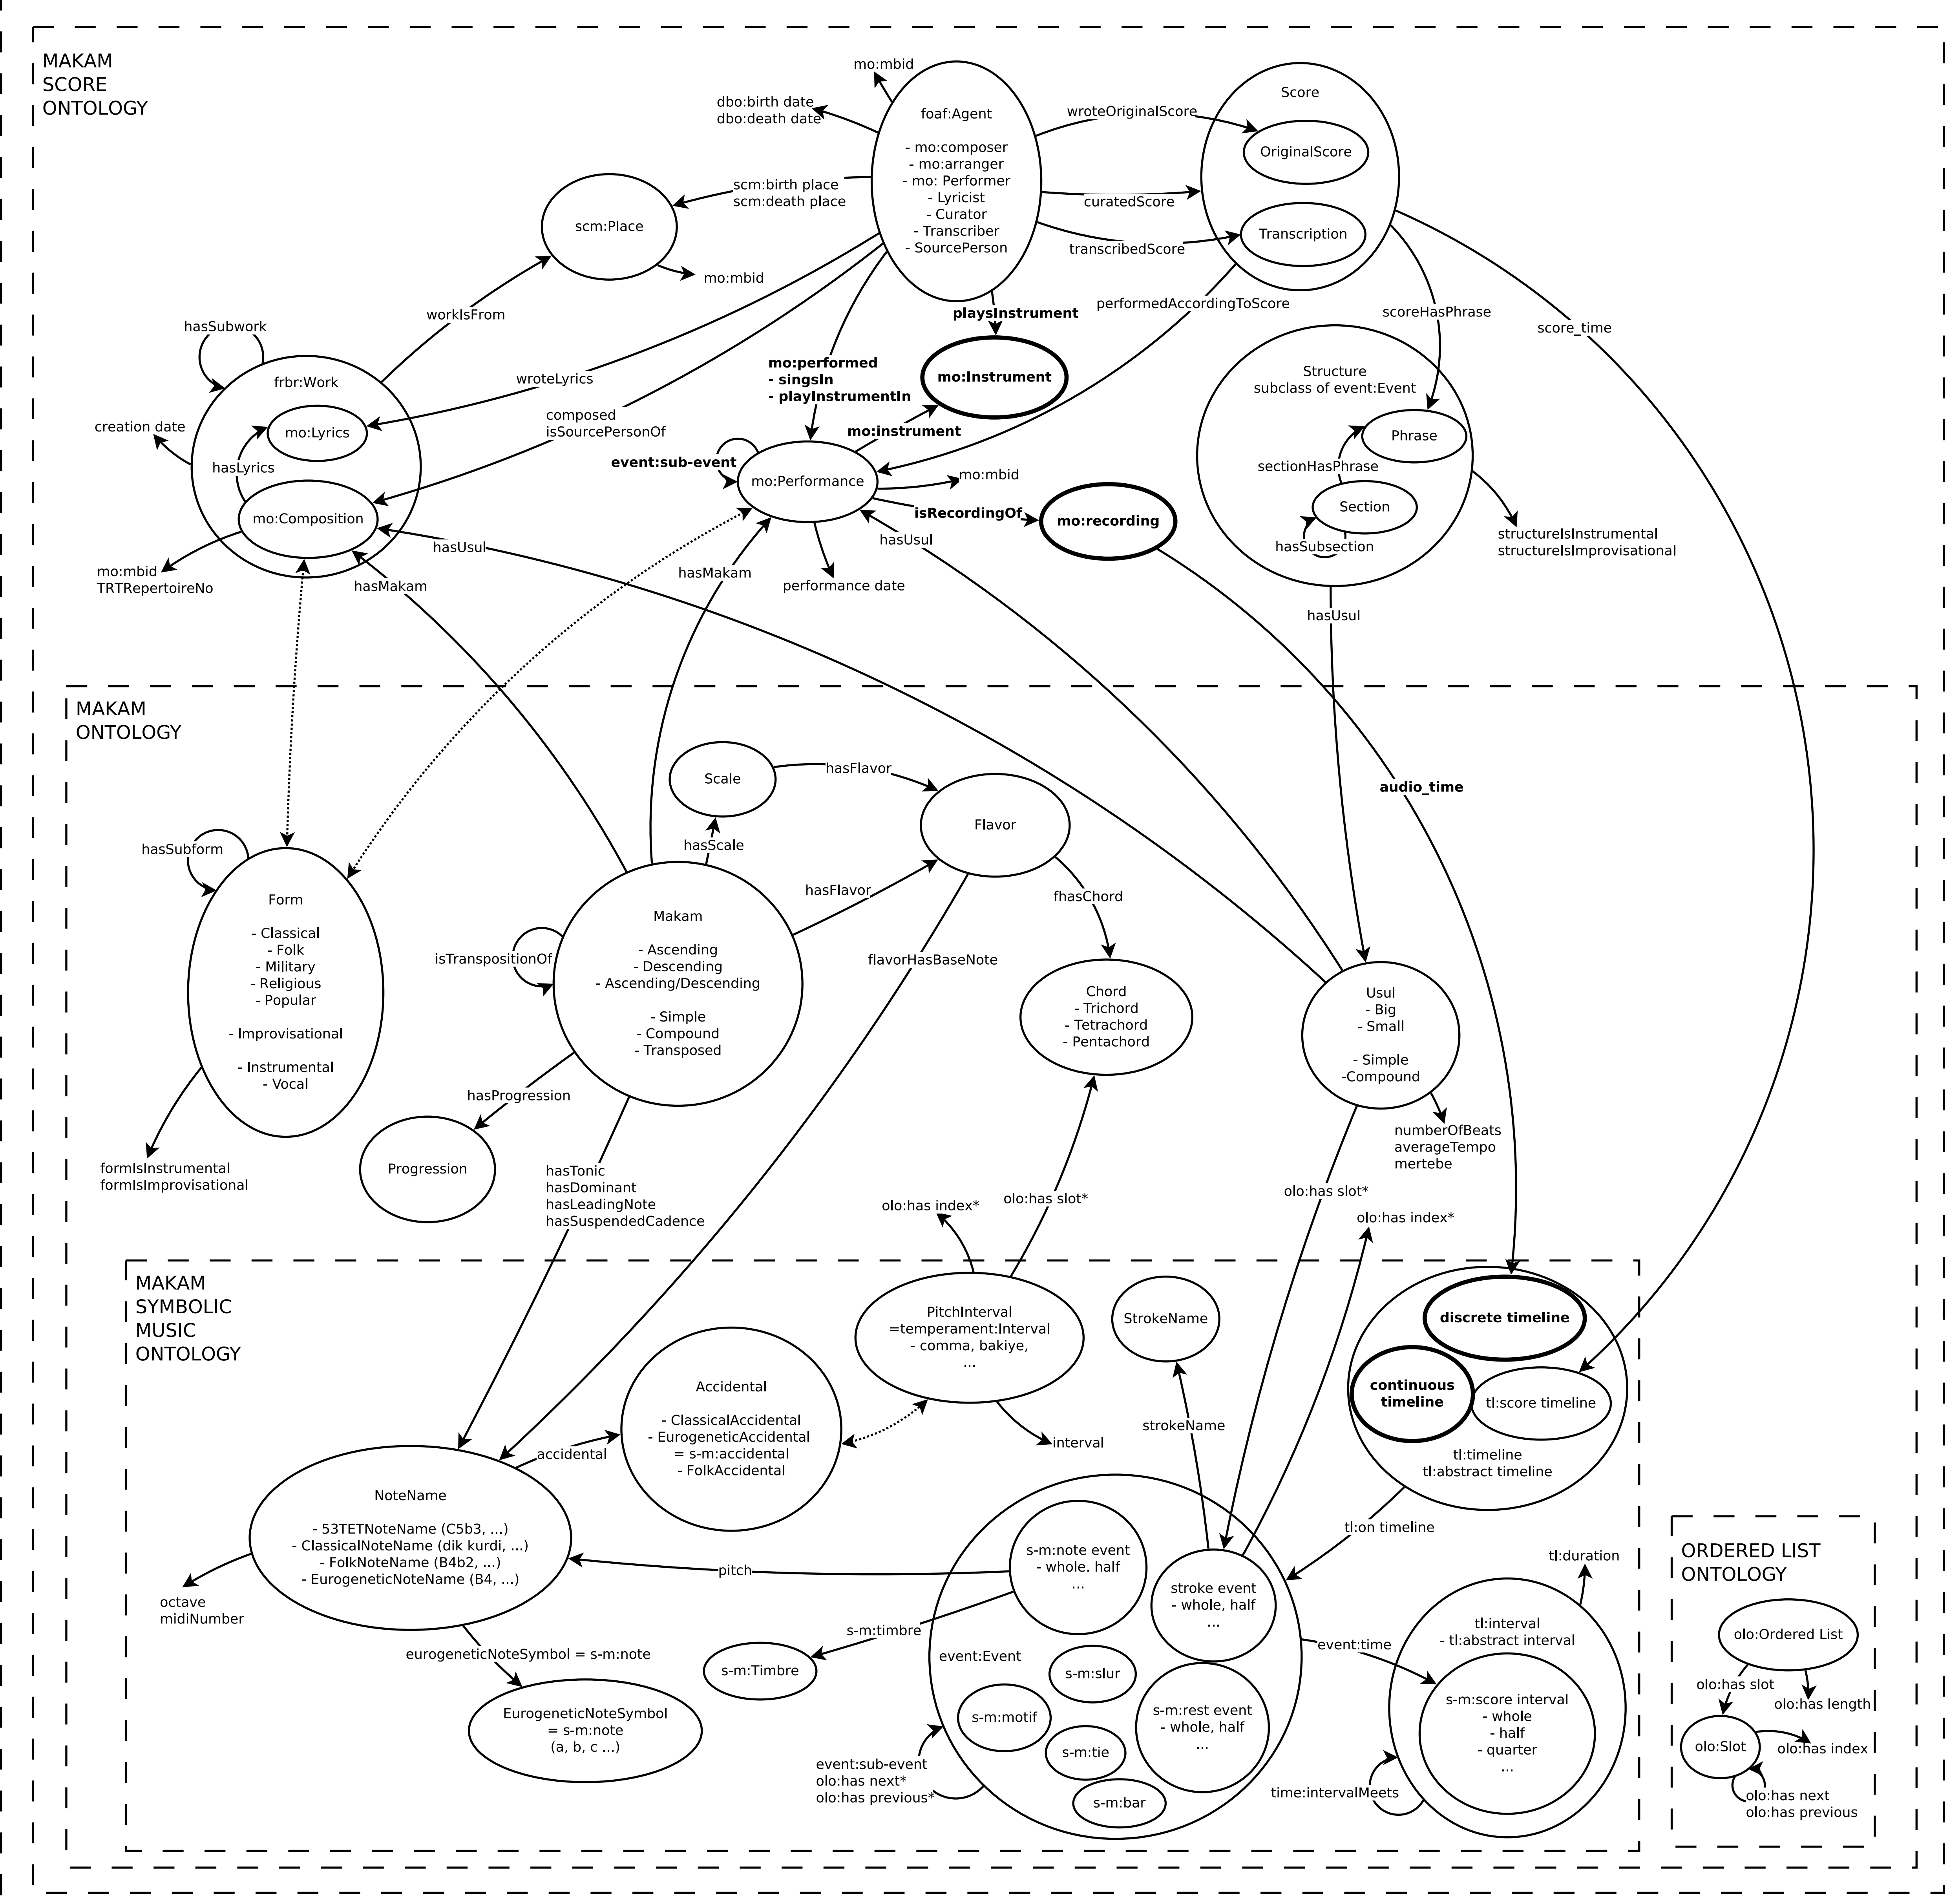 MAKAM
SCORE
ONTOLOGY
mo:mbid
dbo:birth date
dbo:death date
scm:birth place
scm:death place
foaf:Agent
- mo:composer
- mo:arranger
- mo: Performer
- Lyricist
- Curator
- Transcriber
- SourcePerson
wroteOriginalScore
curatedScore
transcribedScore
Score
OriginalScore
Transcription
scm:Place
mo:mbid
workIsFrom
hasSubwork
frbr:Work
mo:Lyrics
creation date
hasLyrics
mo:Composition
mo:mbid
TRTRepertoireNo
wroteLyrics
composed
isSourcePersonOf
mo:performed
- singsIn
- playInstrumentIn
playsInstrument
mo:Instrument
mo:instrument
performedAccordingToScore
event:sub-event
mo:Performance
mo:mbid
isRecordingOf
mo:recording
hasUsul
performance date
hasMakam
hasUsul
hasMakam
scoreHasPhrase
score_time
Structure
subclass of event:Event
Phrase
sectionHasPhrase
Section
hasSubsection
structureIsInstrumental
structureIsImprovisational
hasUsul
audio_time
MAKAM
ONTOLOGY
Scale
hasFlavor
Flavor
hasScale
hasFlavor
fhasChord
flavorHasBaseNote
hasSubform
Form
- Classical
- Folk
- Military
- Religious
- Popular
- Improvisational
- Instrumental
- Vocal
formIsInstrumental
formIsImprovisational
isTranspositionOf
Makam
- Ascending
- Descending
- Ascending/Descending
- Simple
- Compound
- Transposed
hasProgression
Progression
hasTonic
hasDominant
hasLeadingNote
hasSuspendedCadence
Chord
- Trichord
- Tetrachord
- Pentachord
Usul
- Big
- Small
- Simple
-Compound
numberOfBeats
averageTempo
mertebe
olo:has index*
olo:has slot*
olo:has slot*
olo:has index*
MAKAM
SYMBOLIC
MUSIC
ONTOLOGY
PitchInterval
=temperament:Interval
- comma, bakiye,
...
interval
StrokeName
strokeName
discrete timeline
continuous
timeline
tl:score timeline
tl:timeline
tl:abstract timeline
tl:on timeline
Accidental
- ClassicalAccidental
- EurogeneticAccidental
= s-m:accidental
- FolkAccidental
accidental
NoteName
- 53TETNoteName (C5b3, ...)
- ClassicalNoteName (dik kurdi, ...)
- FolkNoteName (B4b2, ...)
- EurogeneticNoteName (B4, ...)
octave
midiNumber
pitch
eurogeneticNoteSymbol = s-m:note
EurogeneticNoteSymbol
= s-m:note
(a, b, c ...)
s-m:timbre
s-m:Timbre
s-m:note event
- whole. half
...
stroke event
- whole, half
...
event:Event
s-m:slur
s-m:motif
s-m:tie
s-m:bar
s-m:rest event
- whole, half
...
event:sub-event
olo:has next*
olo:has previous*
event:time
tl:duration
tl:interval
- tl:abstract interval
s-m:score interval
- whole
- half
- quarter
...
time:intervalMeets
ORDERED LIST
ONTOLOGY
olo:Ordered List
olo:has slot
olo:has length
olo:Slot
olo:has index
olo:has next
olo:has previous